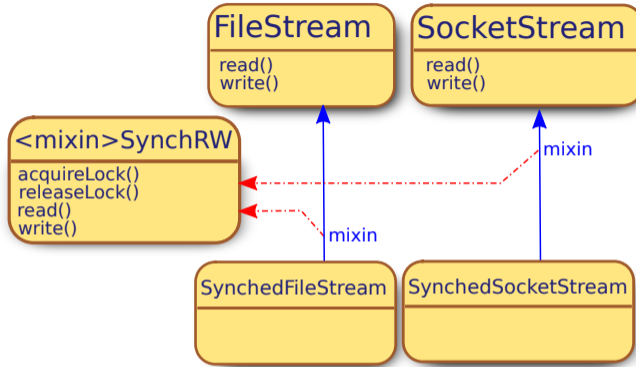 FileStream
read()
write()
SocketStream
read()
write()
<mixin>SynchRW
acquireLock()
releaseLock()
read()
write()
mixin
mixin
SynchedFileStream
SynchedSocketStream